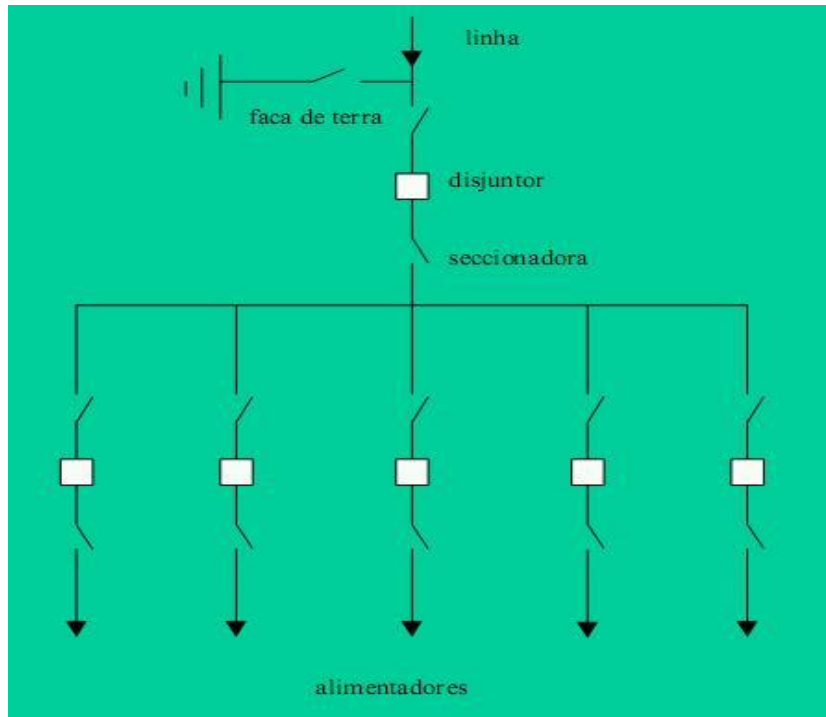 linha
faca de terra
disjuntor
seccionadora
alimentadores